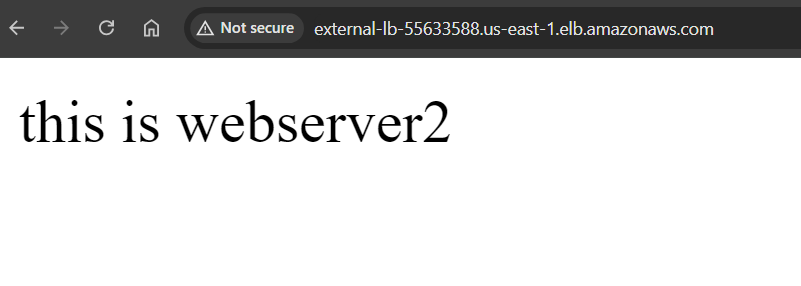 Not secure external-lb-55633588.us-east-1.elb.amazonaws.com
this is webserver2